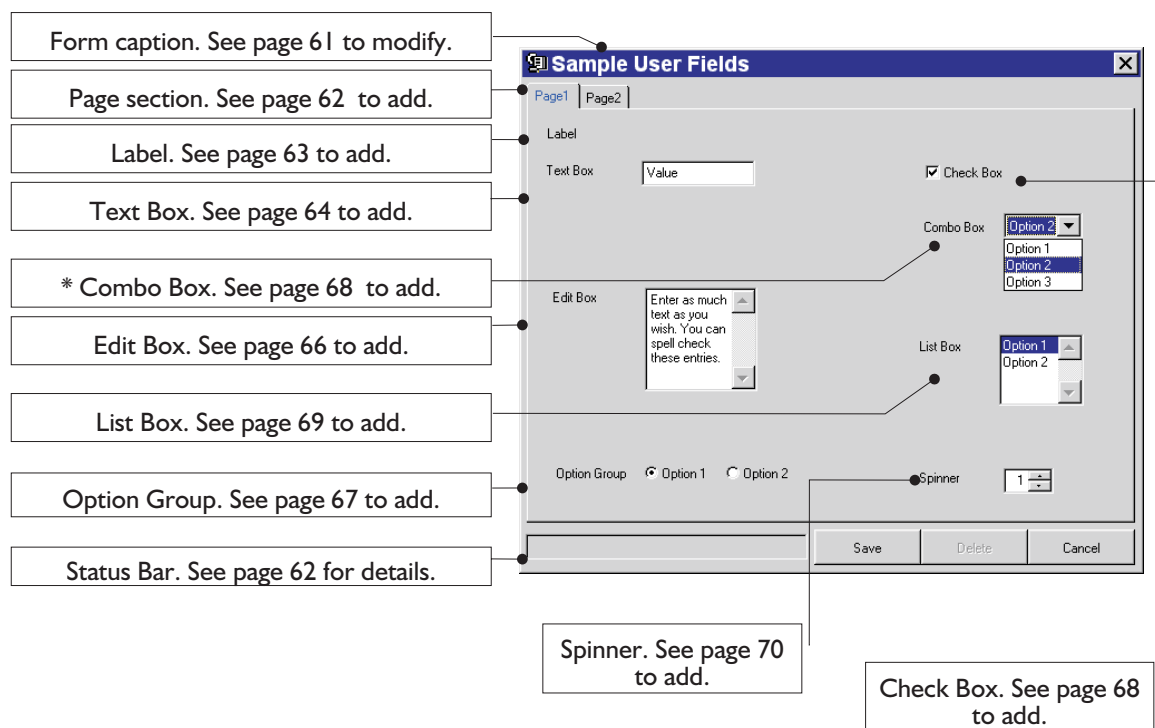 Form caption. See page 61 to modify.
Page section. See page 62 to add.
Label. See page 63 to add.
Text Box. See page 64 to add.
* Combo Box. See page 68 to add.
Edit Box. See page 66 to add.
List Box. See page 69 to add.
Option Group. See page 67 to add.
Status Bar. See page 62 for details.
Sample User Fields
Page1 Page2
Label
Text Box Value
Check Box
Combo Box Option 2
Option 1
Option 2
Option 3
Edit Box
Enter as much
text as you
wish. You can
spell check
these entries.
List Box
Option 1
Option 2
Option Group Option 1 Option 2
Spinner 1
Save Delete Cancel
Spinner. See page 70
to add.
Check Box. See page 68
to add.